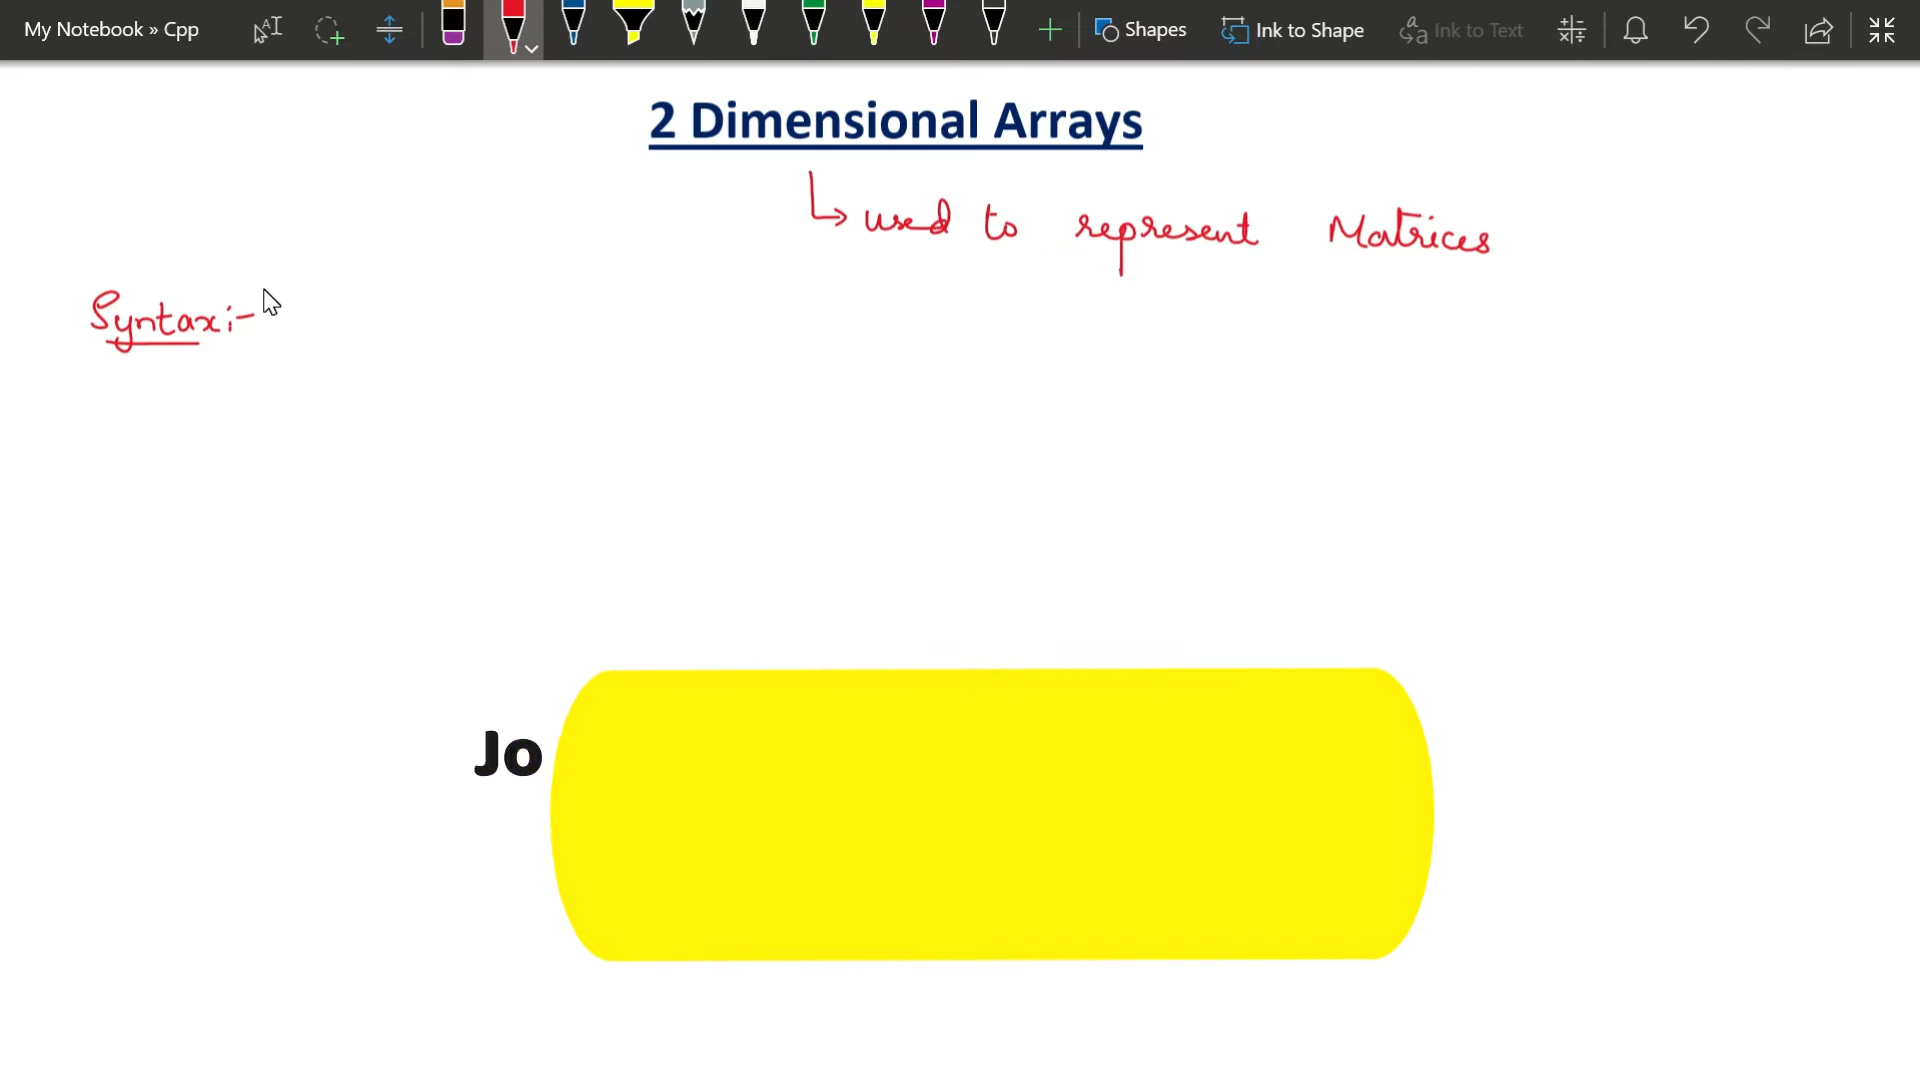 My Notebook » Cpp
Shapes
Ink to Shape
Ink to Text
2 Dimensional Arrays
used to represent Matrices
Syntax:-
Jo